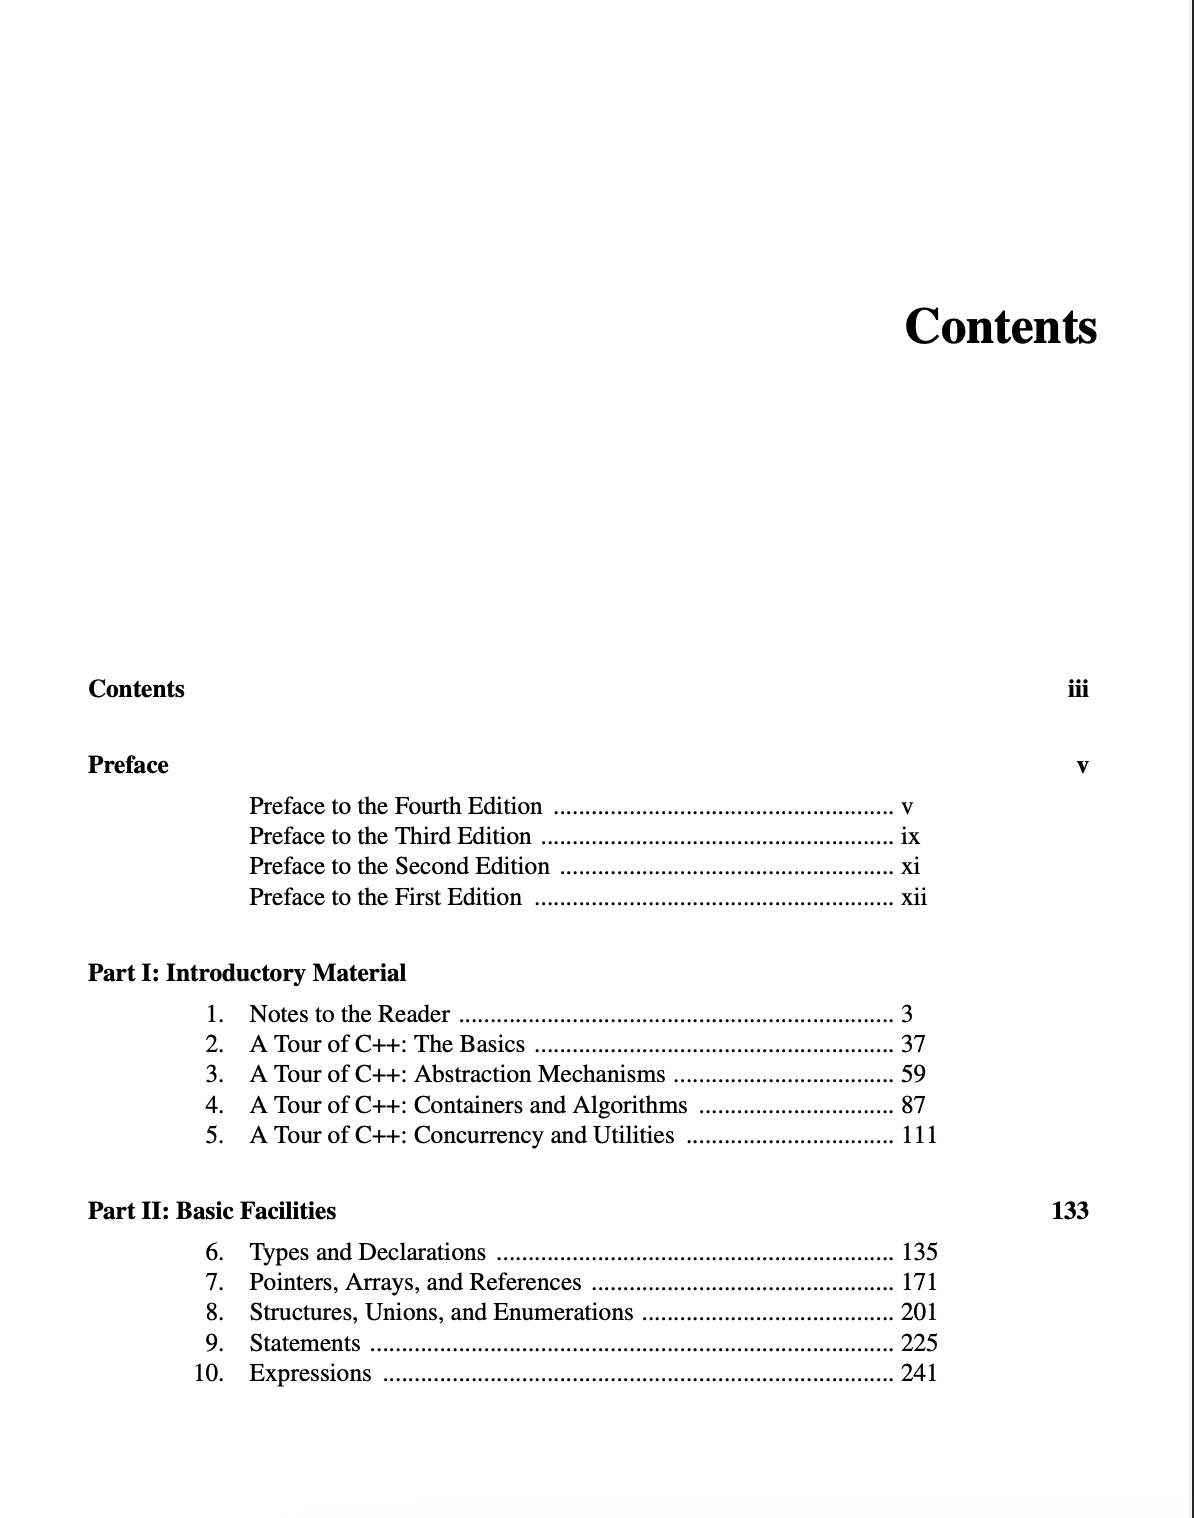 Contents
Contents iii
Preface v
Preface to the Fourth Edition ...................................................... v
Preface to the Third Edition ........................................................ ix
Preface to the Second Edition ..................................................... xi
Preface to the First Edition ......................................................... xii
Part I: Introductory Material
1. Notes to the Reader ..................................................................... 3
2. A Tour of C++: The Basics ......................................................... 37
3. A Tour of C++: Abstraction Mechanisms ................................... 59
4. A Tour of C++: Containers and Algorithms ............................... 87
5. A Tour of C++: Concurrency and Utilities ................................. 111
Part II: Basic Facilities 133
6. Types and Declarations ............................................................... 135
7. Pointers, Arrays, and References ................................................ 171
8. Structures, Unions, and Enumerations ........................................ 201
9. Statements ................................................................................... 225
10. Expressions ................................................................................. 241